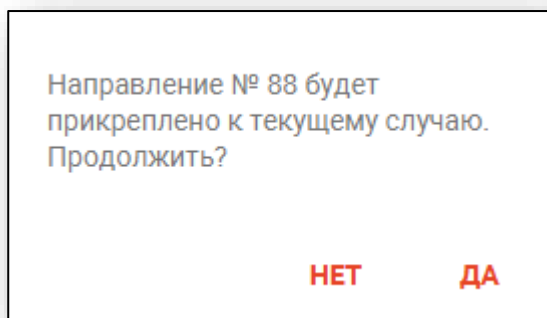 Направление № 88 будет
прикреплено к текущему случаю.
Продолжить?
НЕТ ДА